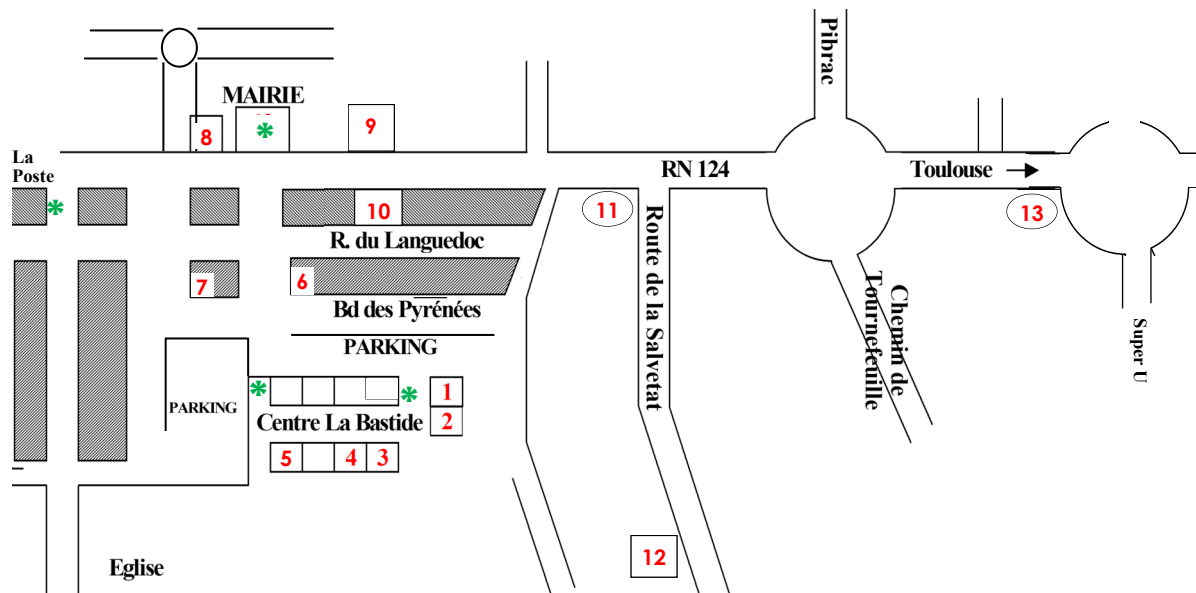 Pibrac
MAIRIE
*
8
9
La
Poste
RN 124
Toulouse
*
10
11
13
R. du Languedoc
7
6
Bd des Pyrénées
Route de la Salvetat
Chemin de
Tournefeuille
Super U
PARKING
*
*
1
PARKING
Centre La Bastide
2
5
4
3
12
Eglise